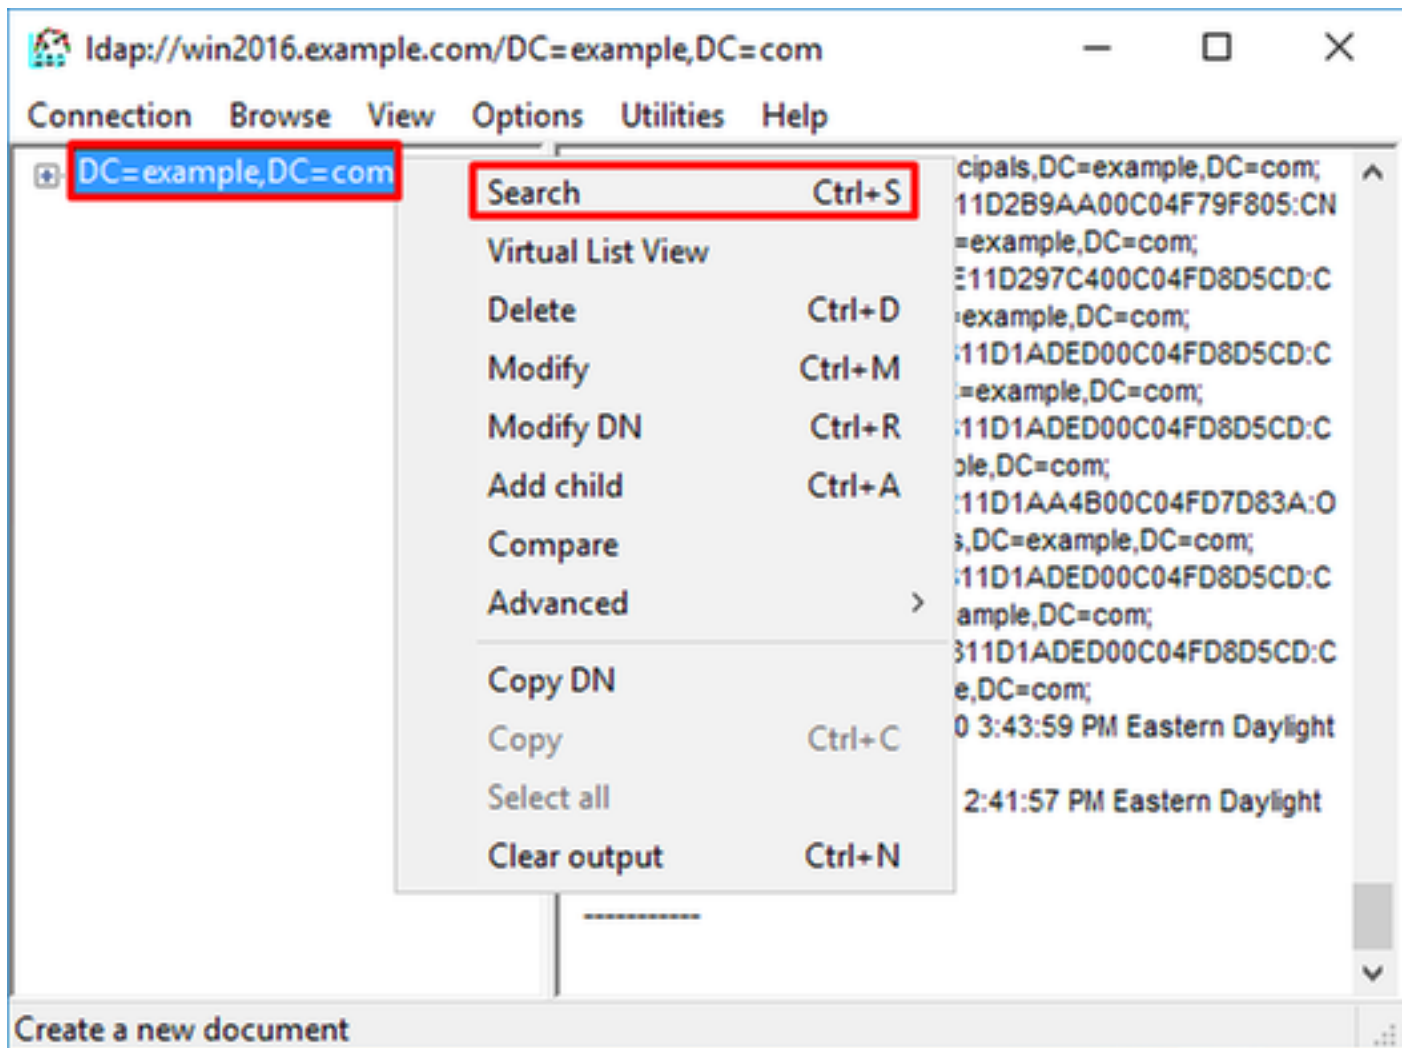 ldap://win2016.example.com/DC=example,DC=com
Connection Browse View Options Utilities Help
DC=example,DC=com
Search Ctrl+S
Virtual List View
Delete Ctrl+D
Modify Ctrl+M
Modify DN Ctrl+R
Add child Ctrl+A
Compare
Advanced
Copy DN
Copy Ctrl+C
Select all
Clear output Ctrl+N
cipals,DC=example,DC=com;
11D2B9AA00C04F79F805:CN
=example,DC=com;
E11D297C400C04FD8D5CD:C
=example,DC=com;
11D1ADED00C04FD8D5CD:C
=example,DC=com;
11D1ADED00C04FD8D5CD:C
ple,DC=com;
11D1AA4B00C04FD7D83A:O
s,DC=example,DC=com;
11D1ADED00C04FD8D5CD:C
ample,DC=com;
311D1ADED00C04FD8D5CD:C
e,DC=com;
0 3:43:59 PM Eastern Daylight
2:41:57 PM Eastern Daylight
-----------
Create a new document